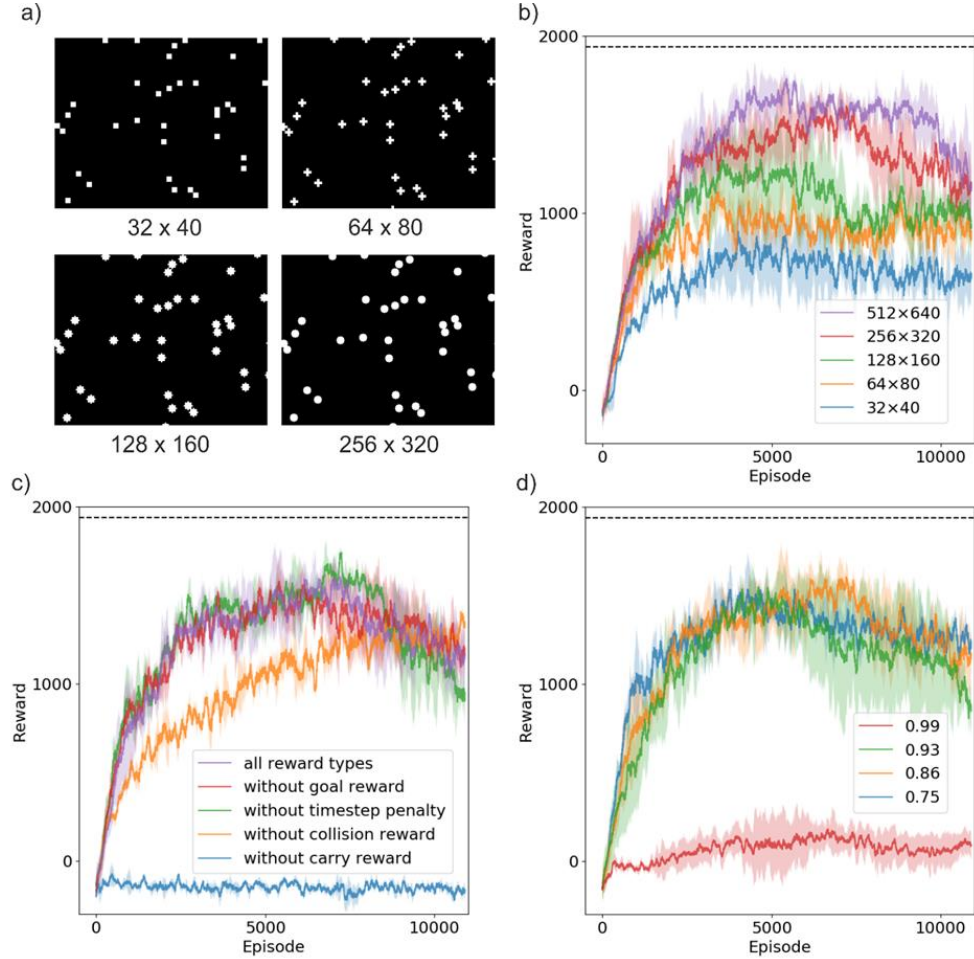 a)
32 x 40
64 x 80
128 x 160
256 x 320
b)
2000
1000
0
Reward
512×640
256×320
128×160
64×80
32×40
0
5000
10000
Episode
c)
2000
1000
0
Reward
all reward types
without goal reward
without timestep penalty
without collision reward
without carry reward
0
5000
10000
Episode
d)
2000
1000
0
Reward
0.99
0.93
0.86
0.75
0
5000
10000
Episode